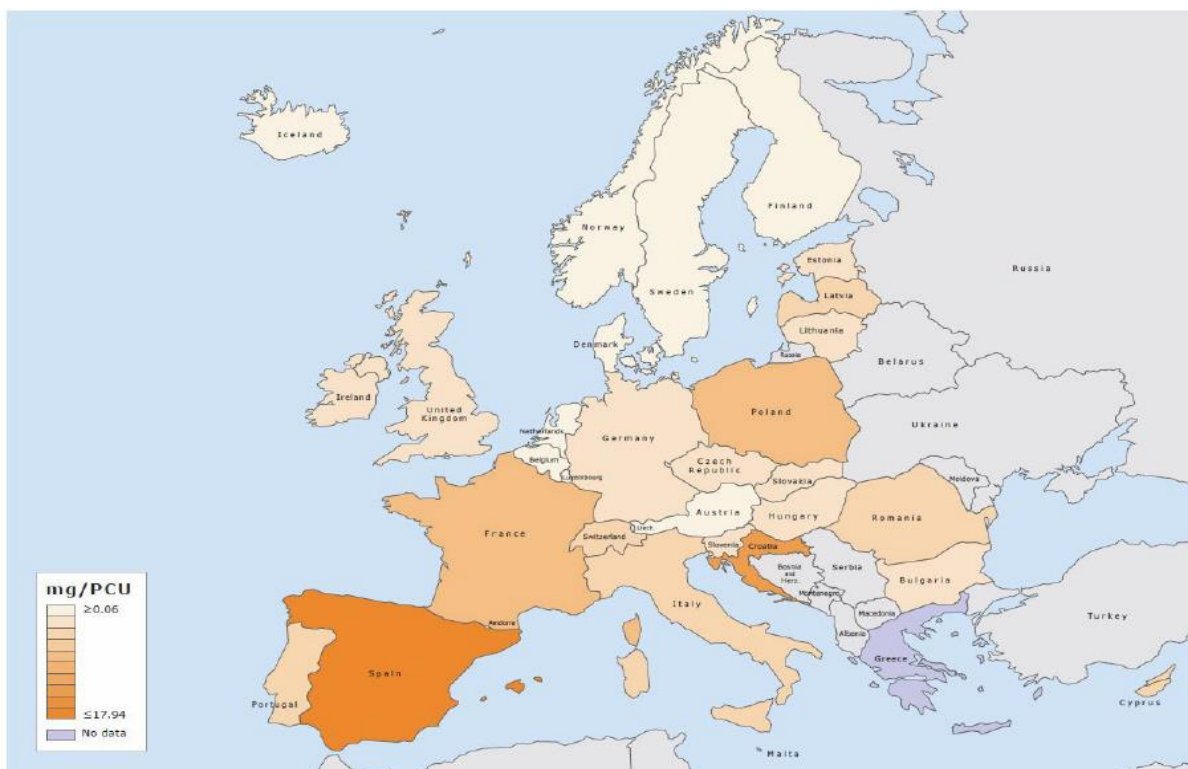 Iceland
Norway
Sweden
Finland
Russia
Estonia
Latvia
Lithuania
Russia
Denmark
Belarus
Ireland
United
Kingdom
Netherlands
Belgium
Luxembourg
Germany
Poland
Ukraine
Czech
Republic
Slovakia
Moldova
France
Switzerland
Liech.
Austria
Hungary
Romania
Slovenia
Croatia
Bosnia
and
Herz.
Serbia
Bulgaria
Montenegro
Macedonia
Albania
Italy
Andorra
Spain
Portugal
Greece
Turkey
Cyprus
Malta
mg/PCU
≥0.06
≤17.94
No data